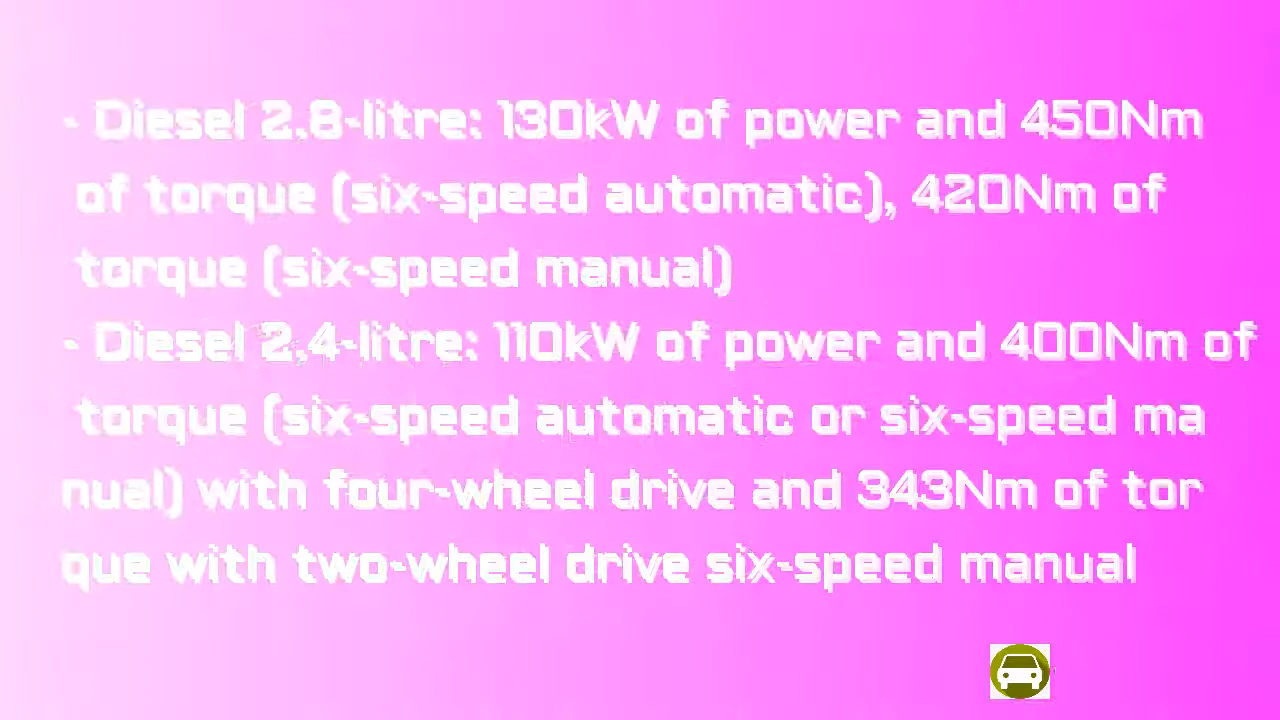 - Diesel 2.8-litre: 130kW of power and 450Nm
of torque (six-speed automatic), 420Nm of
torque (six-speed manual)
- Diesel 2.4-litre: 110kW of power and 400Nm of
torque (six-speed automatic or six-speed ma
nual) with four-wheel drive and 343Nm of tor
que with two-wheel drive six-speed manual